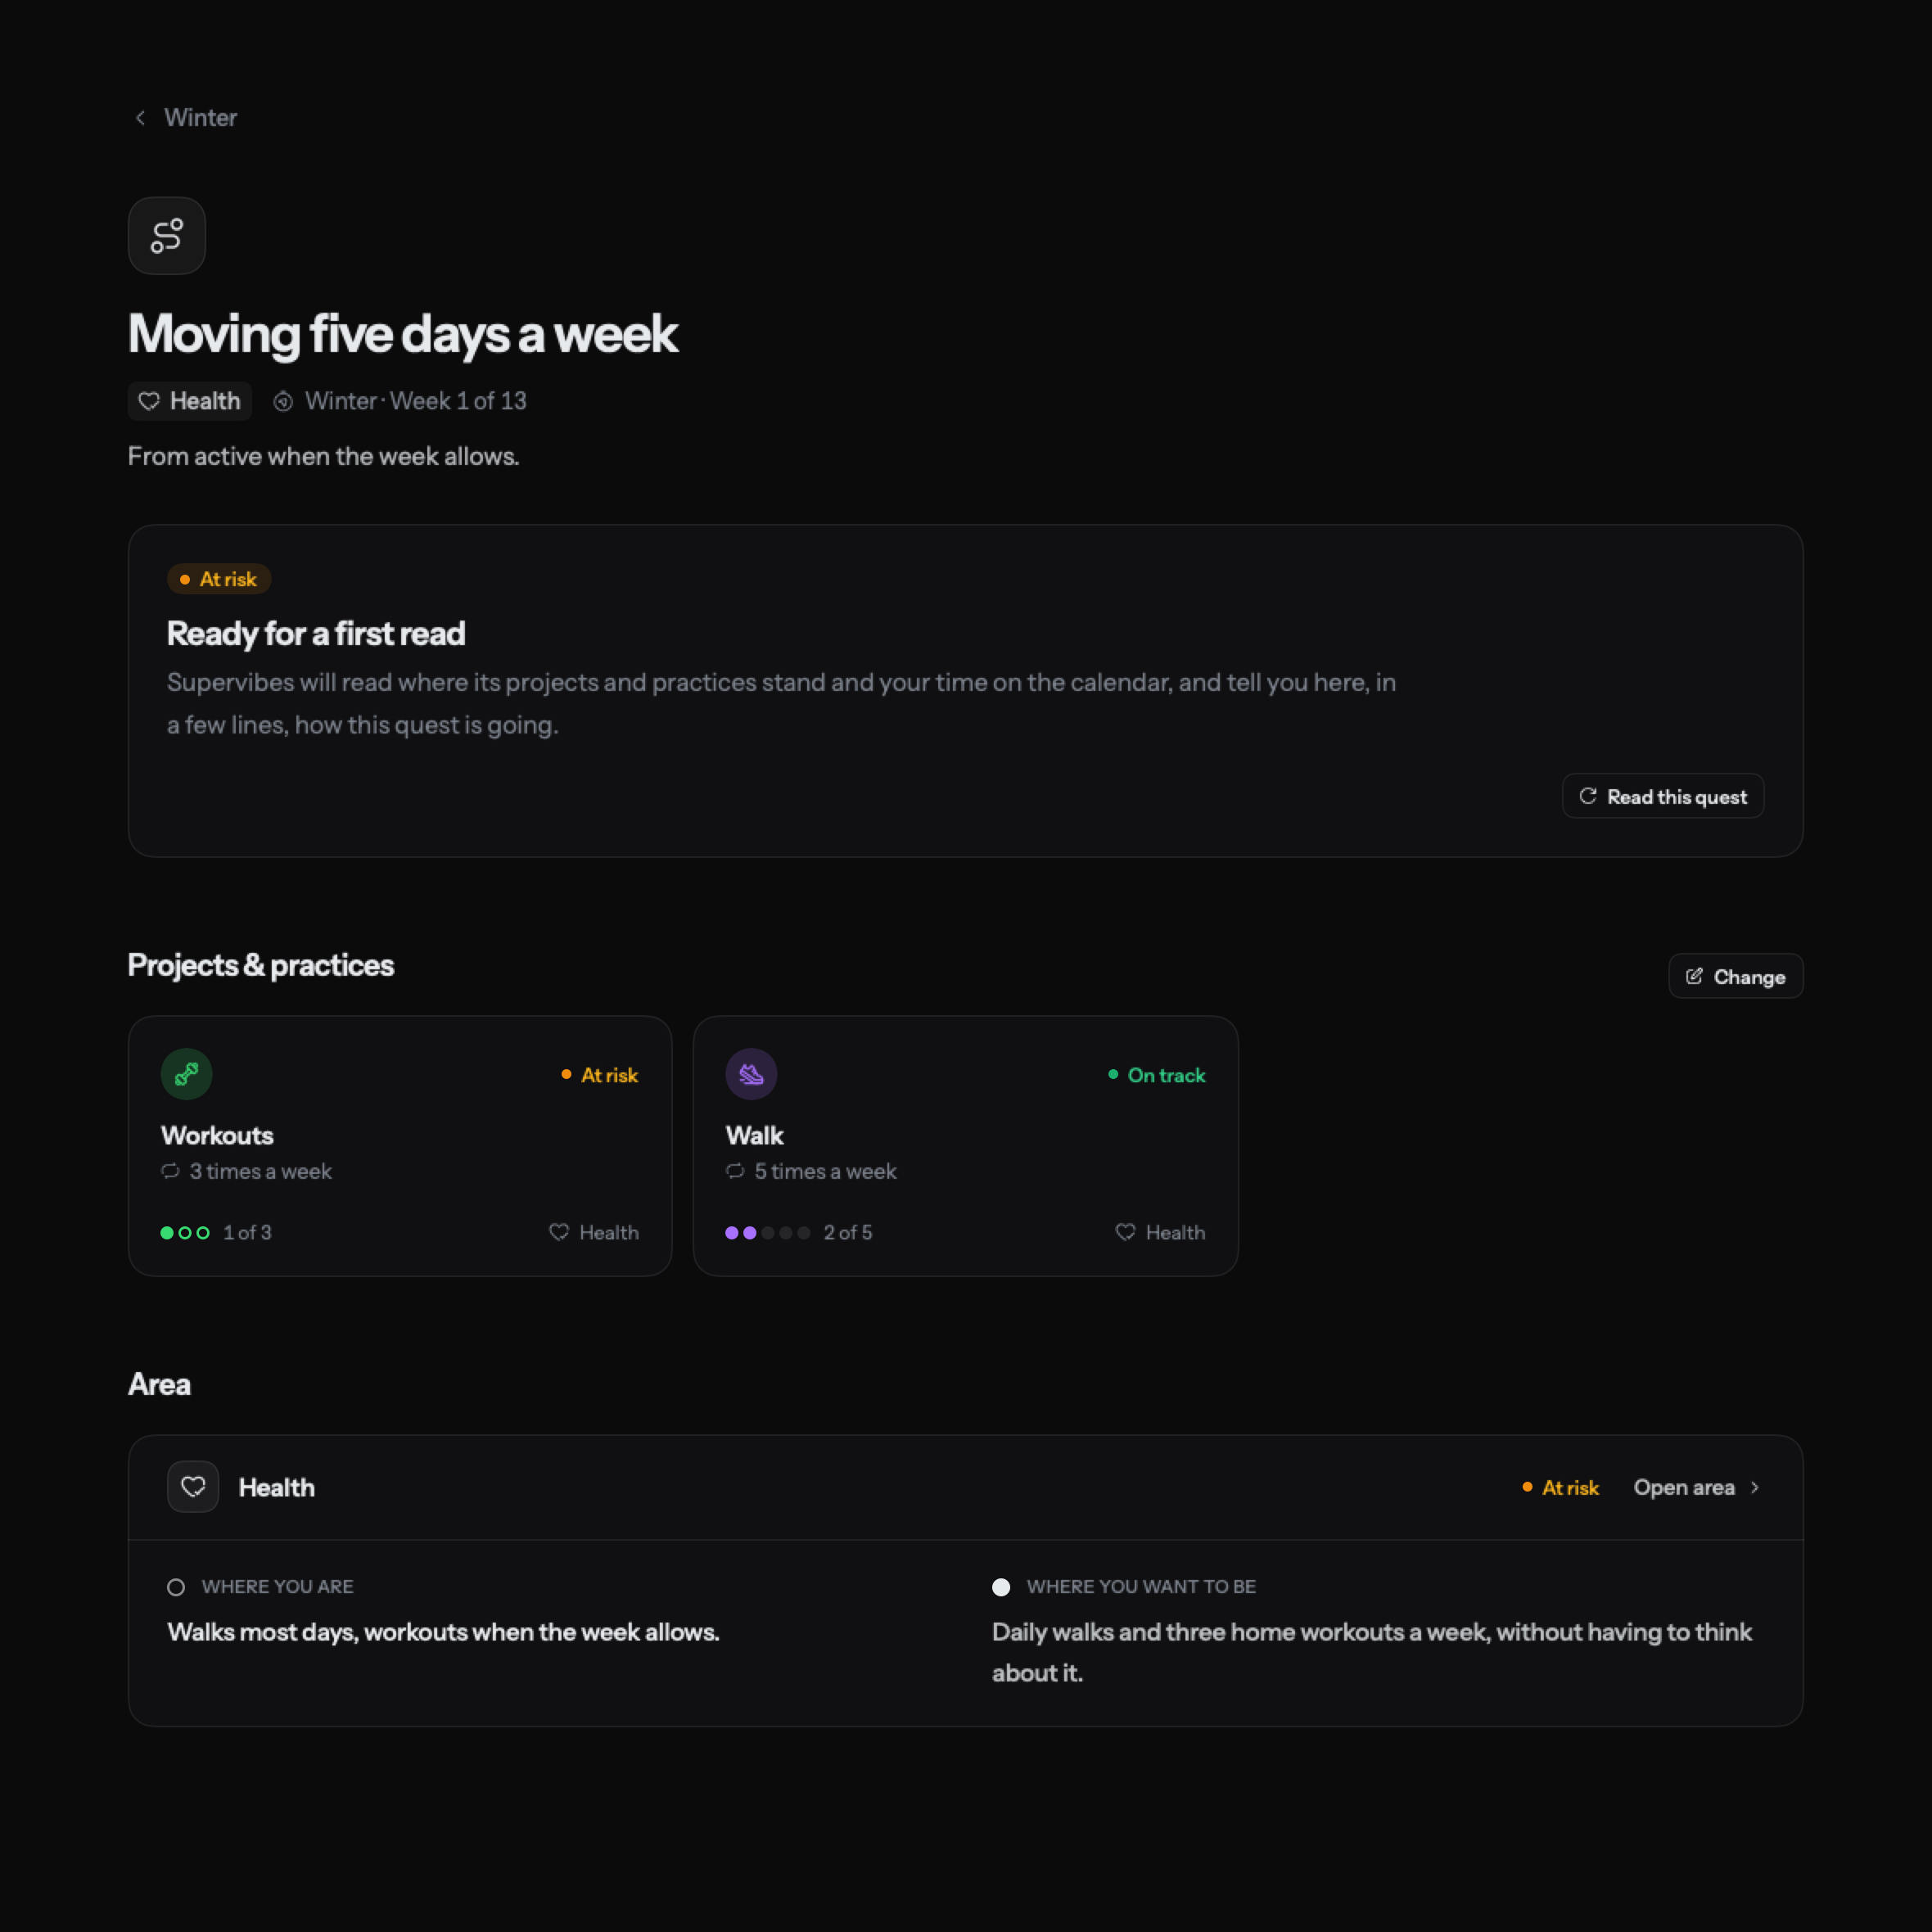 Winter
Moving five days a week
Health
Winter · Week 1 of 13
From active when the week allows.
At risk
Ready for a first read
Supervibes will read where its projects and practices stand and your time on the calendar, and tell you here, in
a few lines, how this quest is going.
Read this quest
Projects & practices
Change
At risk
Workouts
3 times a week
1 of 3
Health
On track
Walk
5 times a week
2 of 5
Health
Area
Health
At risk
Open area
WHERE YOU ARE
Walks most days, workouts when the week allows.
WHERE YOU WANT TO BE
Daily walks and three home workouts a week, without having to think
about it.